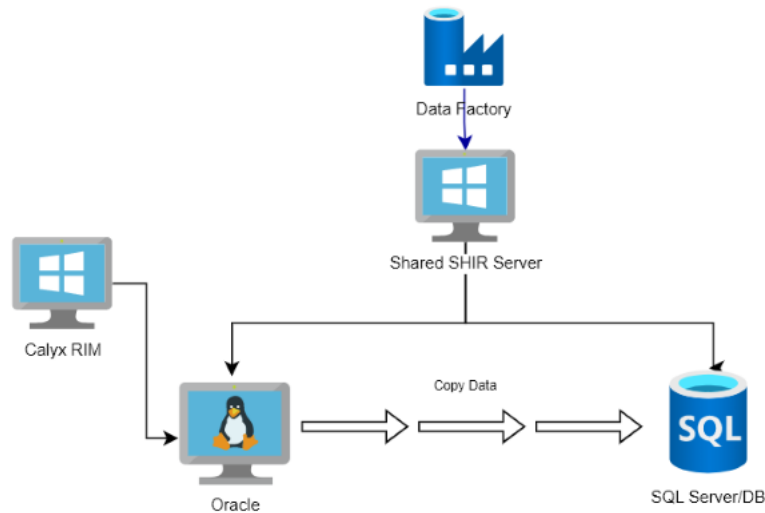 Data Factory
Shared SHIR Server
Calyx RIM
Copy Data
SQL
Oracle
SQL Server/DB